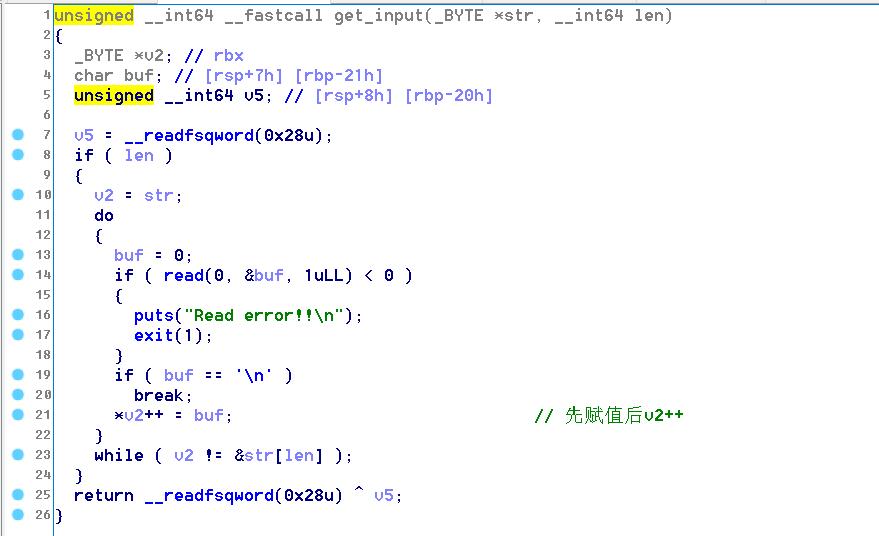 1 unsigned __int64 __fastcall get_input(_BYTE *str, __int64 len)
2 {
3   _BYTE *v2; // rbx
4   char buf; // [rsp+7h] [rbp-21h]
5   unsigned __int64 v5; // [rsp+8h] [rbp-20h]
6
7   v5 = __readfsqword(0x28u);
8   if ( len )
9   {
10     v2 = str;
11     do
12     {
13       buf = 0;
14       if ( read(0, &buf, 1uLL) < 0 )
15       {
16         puts("Read error!!\n");
17         exit(1);
18       }
19       if ( buf == '\n' )
20         break;
21       *v2++ = buf; // 先赋值后v2++
22     }
23     while ( v2 != &str[len] );
24   }
25   return __readfsqword(0x28u) ^ v5;
26 }